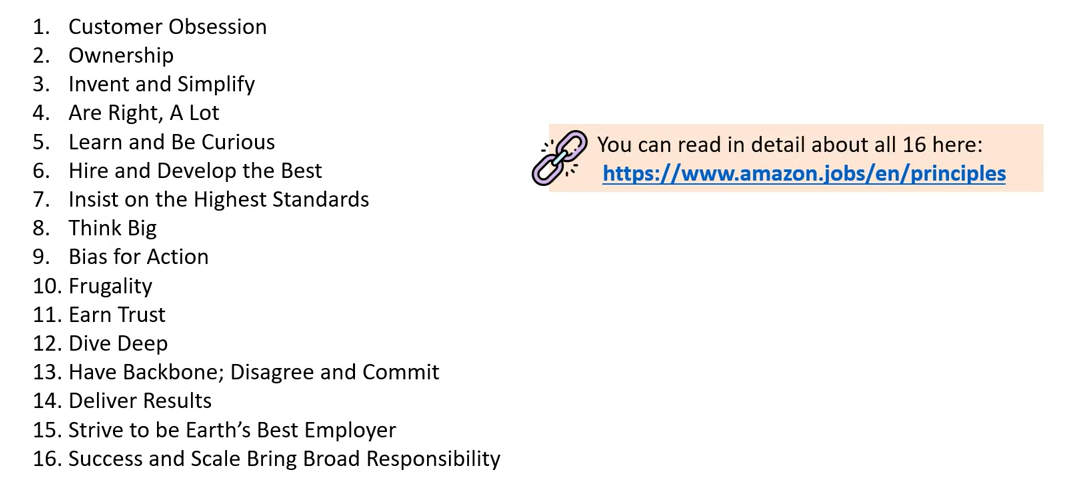 1. Customer Obsession
2. Ownership
3. Invent and Simplify
4. Are Right, A Lot
5. Learn and Be Curious
6. Hire and Develop the Best
7. Insist on the Highest Standards
8. Think Big
9. Bias for Action
10. Frugality
11. Earn Trust
12. Dive Deep
13. Have Backbone; Disagree and Commit
14. Deliver Results
15. Strive to be Earth’s Best Employer
16. Success and Scale Bring Broad Responsibility
You can read in detail about all 16 here:
https://www.amazon.jobs/en/principles